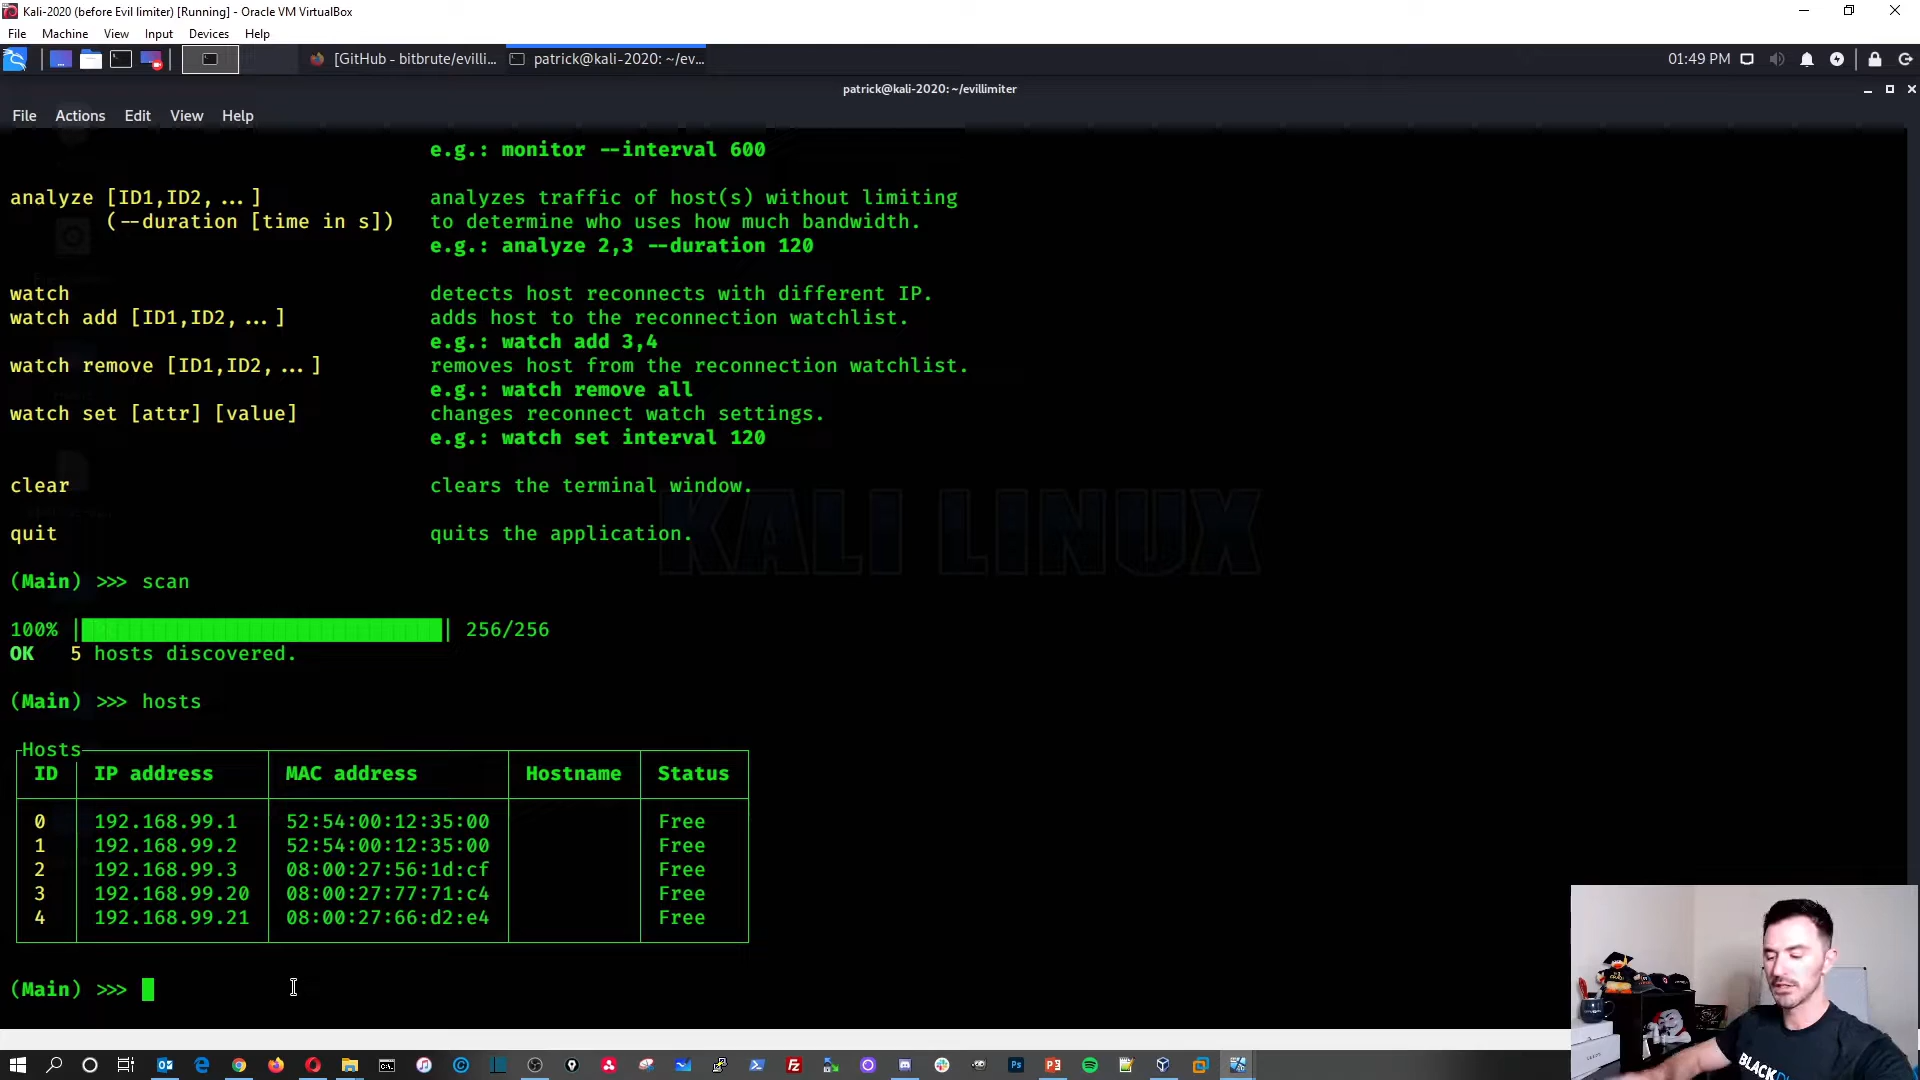 Kali-2020 (before Evil limiter) [Running] - Oracle VM VirtualBox
File Machine View Input Devices Help
[GitHub - bitbrute/evilli... patrick@kali-2020: ~/ev... 01:49 PM
patrick@kali-2020: ~/evillimiter
File Actions Edit View Help
e.g.: monitor --interval 600
analyze [ID1,ID2,...] analyzes traffic of host(s) without limiting
(--duration [time in s]) to determine who uses how much bandwidth.
e.g.: analyze 2,3 --duration 120
watch detects host reconnects with different IP.
watch add [ID1,ID2,...] adds host to the reconnection watchlist.
e.g.: watch add 3,4
watch remove [ID1,ID2,...] removes host from the reconnection watchlist.
e.g.: watch remove all
watch set [attr] [value] changes reconnect watch settings.
e.g.: watch set interval 120
clear clears the terminal window.
KALI LINUX
quit quits the application.
(Main) >>> scan
100% | | 256/256
OK 5 hosts discovered.
(Main) >>> hosts
Hosts
ID IP address MAC address Hostname Status
0 192.168.99.1 52:54:00:12:35:00 Free
1 192.168.99.2 52:54:00:12:35:00 Free
2 192.168.99.3 08:00:27:56:1d:cf Free
3 192.168.99.20 08:00:27:77:71:c4 Free
4 192.168.99.21 08:00:27:66:d2:e4 Free
(Main) >>>